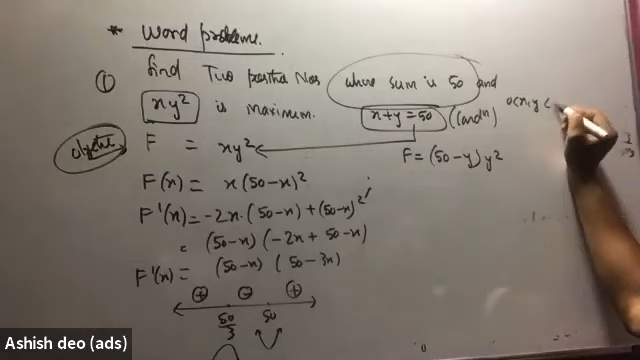 * Word problems.
① find Two positive Nos where sum is 50 and
xy² is maximum. x+y=50 (Condⁿ) 0<x,y<
objective F = xy² F=(50-y)y²
F(x) = x(50-x)²
F'(x) = -2x·(50-x)+(50-x)²
= (50-x)(-2x+50-x)
F'(x) = (50-x)(50-3x)
⊕ ⊖ ⊕
50/3 50
Ashish deo (ads)